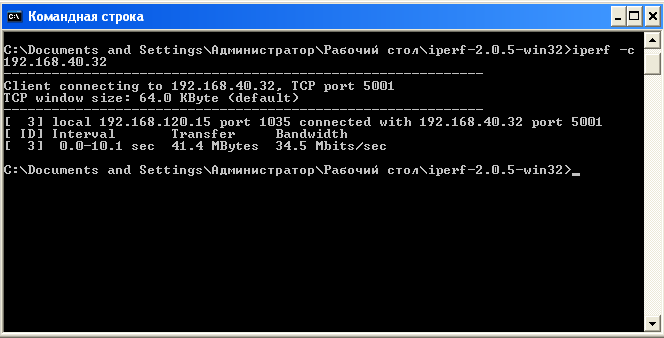 C:\ Командная строка
C:\Documents and Settings\Администратор\Рабочий стол\iperf-2.0.5-win32>iperf -c
192.168.40.32
------------------------------------------------------------
Client connecting to 192.168.40.32, TCP port 5001
TCP window size: 64.0 KByte (default)
------------------------------------------------------------
[  3] local 192.168.120.15 port 1035 connected with 192.168.40.32 port 5001
[ ID] Interval       Transfer     Bandwidth
[  3]  0.0-10.1 sec  41.4 MBytes  34.5 Mbits/sec
C:\Documents and Settings\Администратор\Рабочий стол\iperf-2.0.5-win32>_